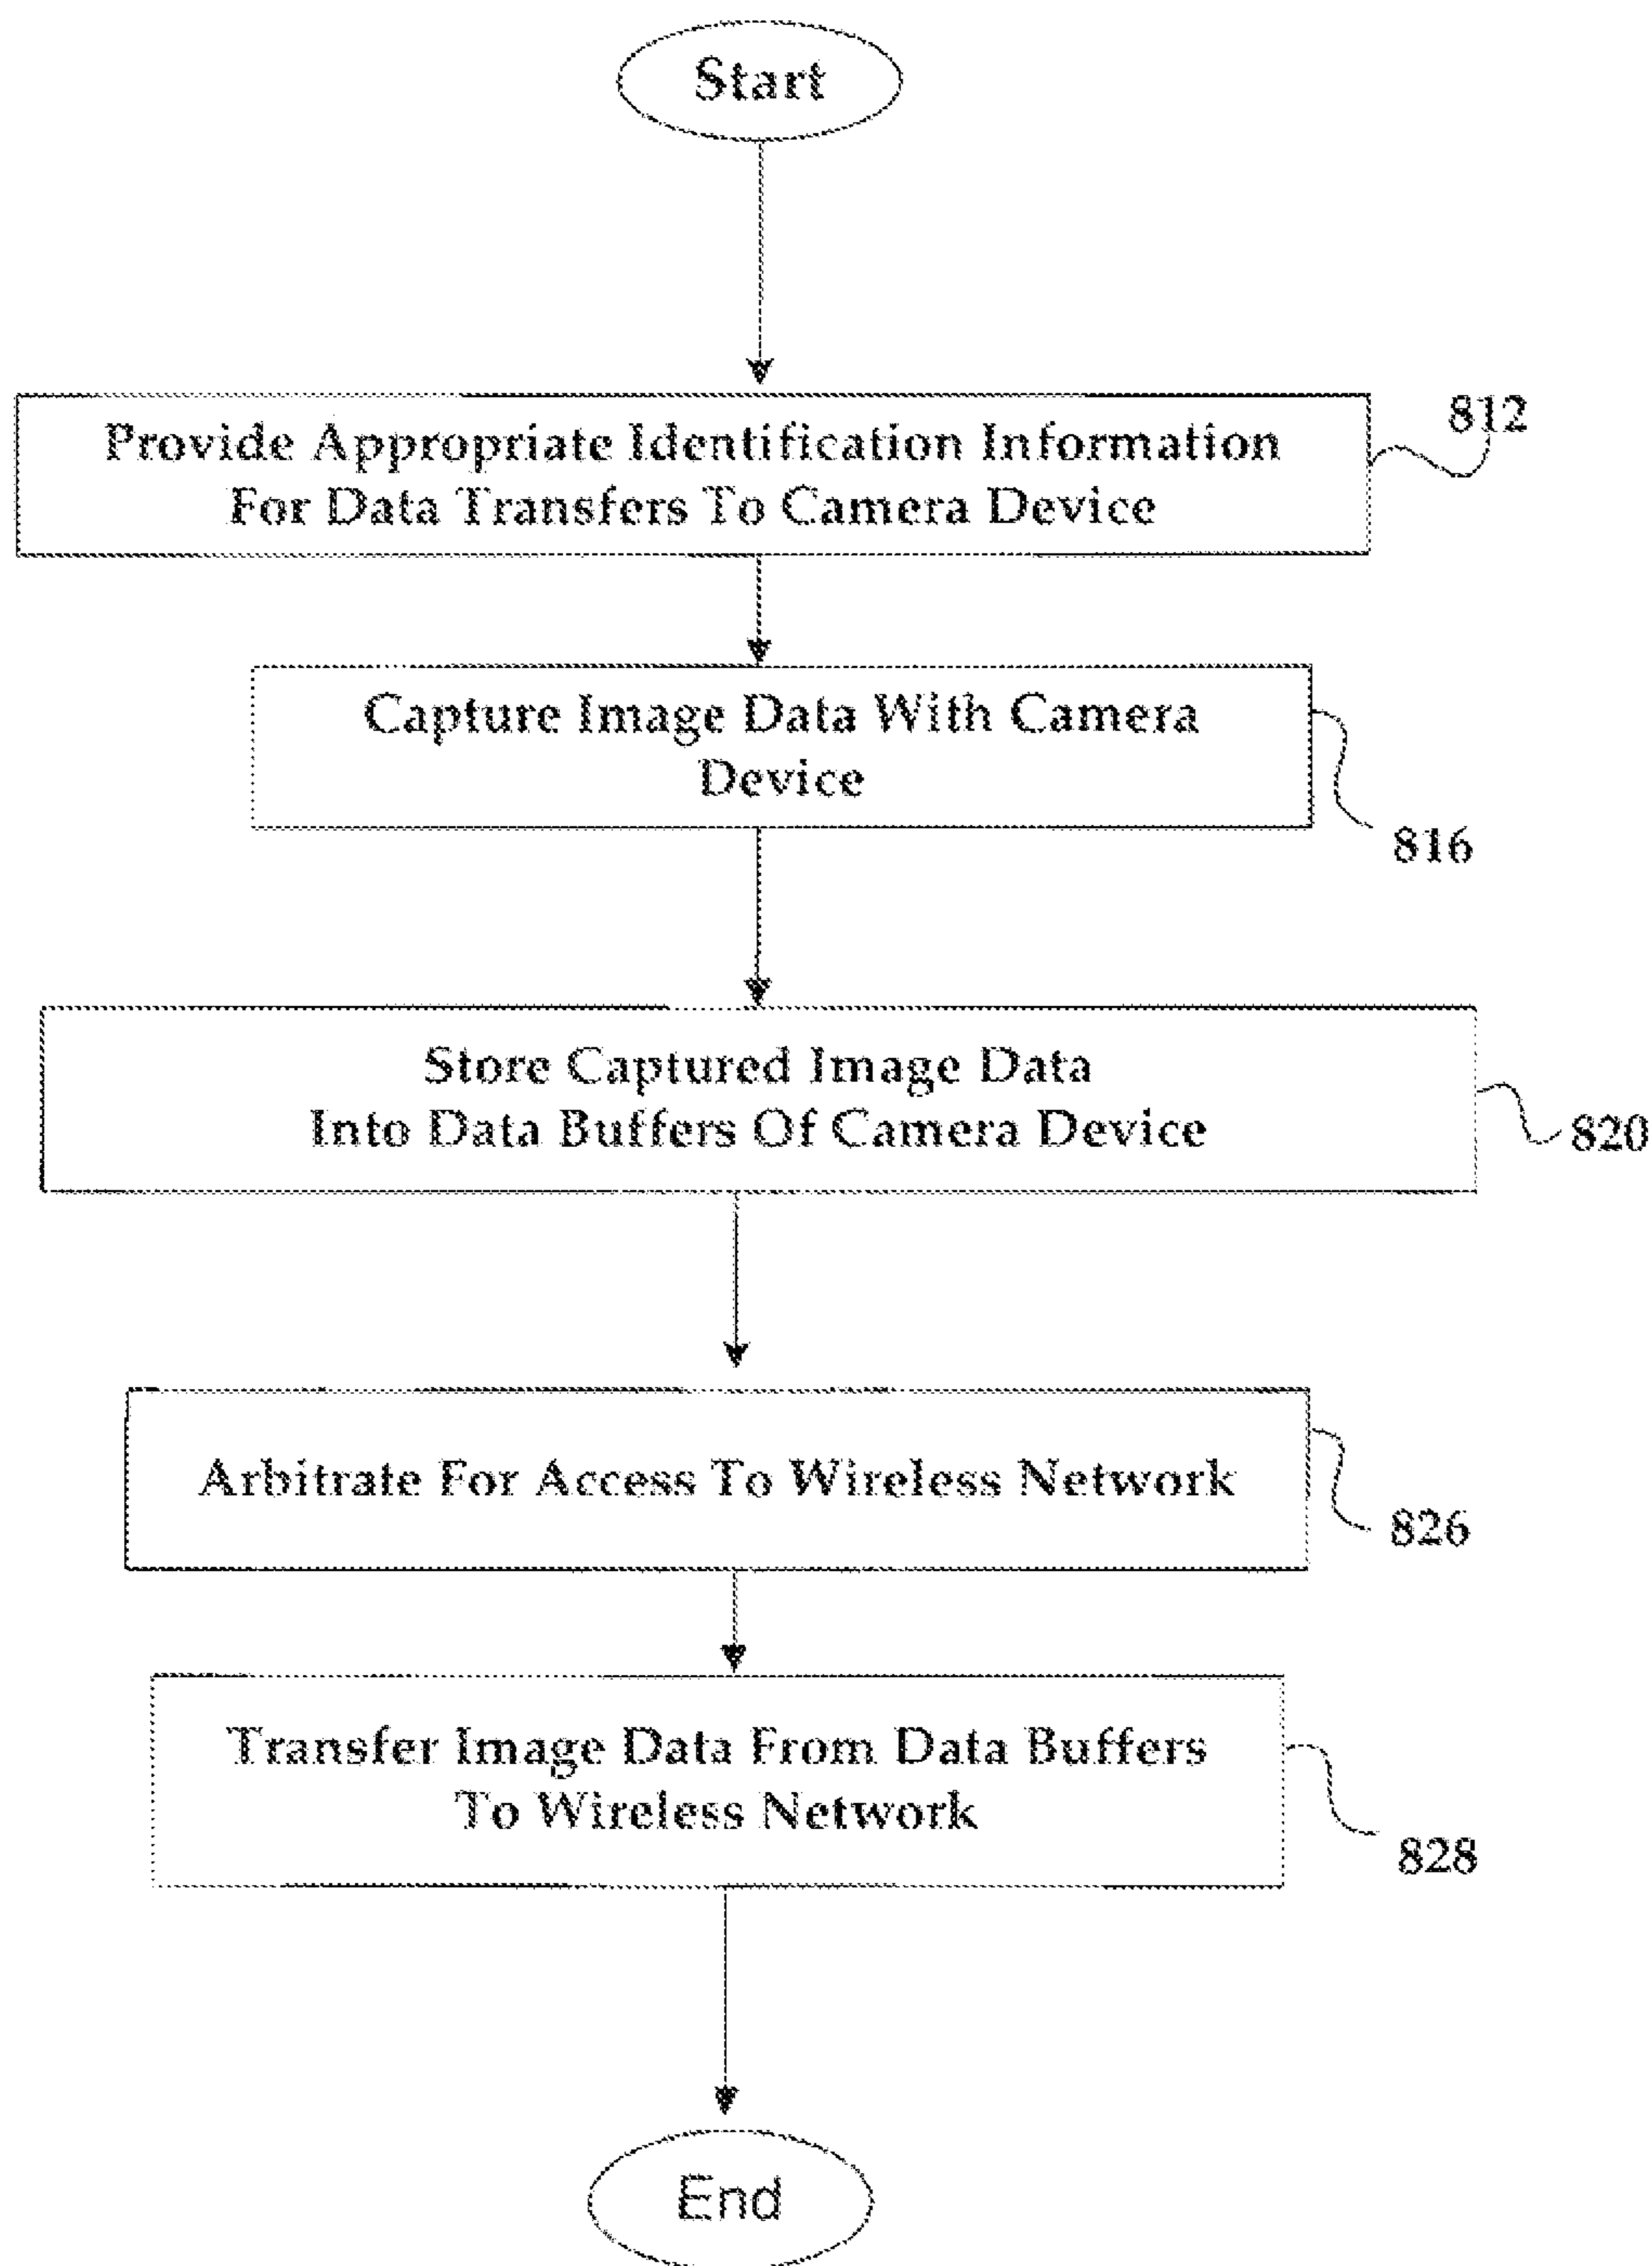 Start
Provide Appropriate Identification Information
For Data Transfers To Camera Device
812
Capture Image Data With Camera
Device
816
Store Captured Image Data
Into Data Buffers Of Camera Device
820
Arbitrate For Access To Wireless Network
826
Transfer Image Data From Data Buffers
To Wireless Network
828
End